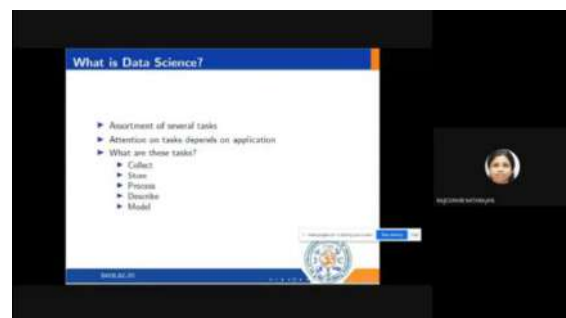 What is Data Science?
Assortment of several tasks
Attention on tasks depends on application
What are these tasks?
Collect
Store
Process
Describe
Model